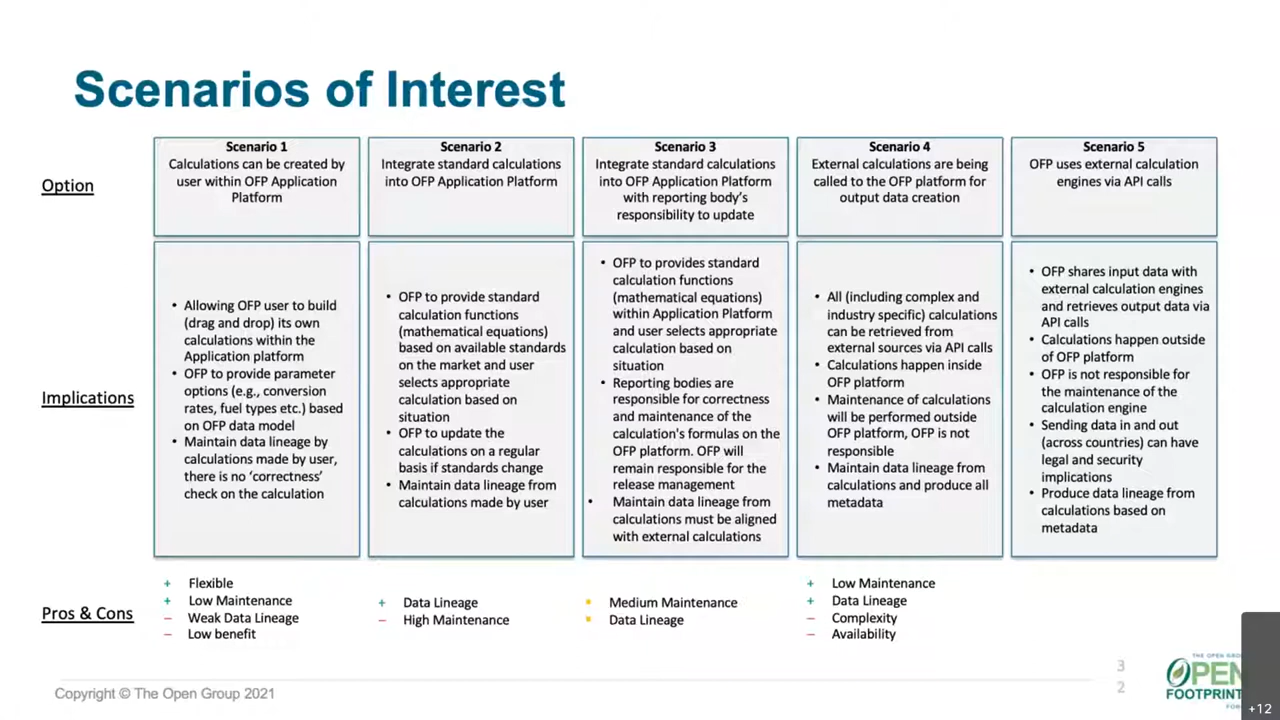 Scenarios of Interest
Option
Scenario 1
Calculations can be created by
user within OFP Application
Platform
Scenario 2
Integrate standard calculations
into OFP Application Platform
Scenario 3
Integrate standard calculations
into OFP Application Platform
with reporting body's
responsibility to update
Scenario 4
External calculations are being
called to the OFP platform for
output data creation
Scenario 5
OFP uses external calculation
engines via API calls
Implications
• Allowing OFP user to build
(drag and drop) its own
calculations within the
Application platform
• OFP to provide parameter
options (e.g., conversion
rates, fuel types etc.) based
on OFP data model
• Maintain data lineage by
calculations made by user,
there is no 'correctness'
check on the calculation
• OFP to provide standard
calculation functions
(mathematical equations)
based on available standards
on the market and user
selects appropriate
calculation based on
situation
• OFP to update the
calculations on a regular
basis if standards change
• Maintain data lineage from
calculations made by user
• OFP to provides standard
calculation functions
(mathematical equations)
within Application Platform
and user selects appropriate
calculation based on
situation
• Reporting bodies are
responsible for correctness
and maintenance of the
calculation's formulas on the
OFP platform. OFP will
remain responsible for the
release management
• Maintain data lineage from
calculations must be aligned
with external calculations
• All (including complex and
industry specific) calculations
can be retrieved from
external sources via API calls
• Calculations happen inside
OFP platform
• Maintenance of calculations
will be performed outside
OFP platform, OFP is not
responsible
• Maintain data lineage from
calculations and produce all
metadata
• OFP shares input data with
external calculation engines
and retrieves output data via
API calls
• Calculations happen outside
of OFP platform
• OFP is not responsible for
the maintenance of the
calculation engine
• Sending data in and out
(across countries) can have
legal and security
implications
• Produce data lineage from
calculations based on
metadata
Pros & Cons
+ Flexible
+ Low Maintenance
– Weak Data Lineage
– Low benefit
+ Data Lineage
– High Maintenance
▪ Medium Maintenance
▪ Data Lineage
+ Low Maintenance
+ Data Lineage
– Complexity
– Availability
Copyright © The Open Group 2021
3
2
THE OPEN GRO
OPEN
FOOTPRINT
FOR
+12